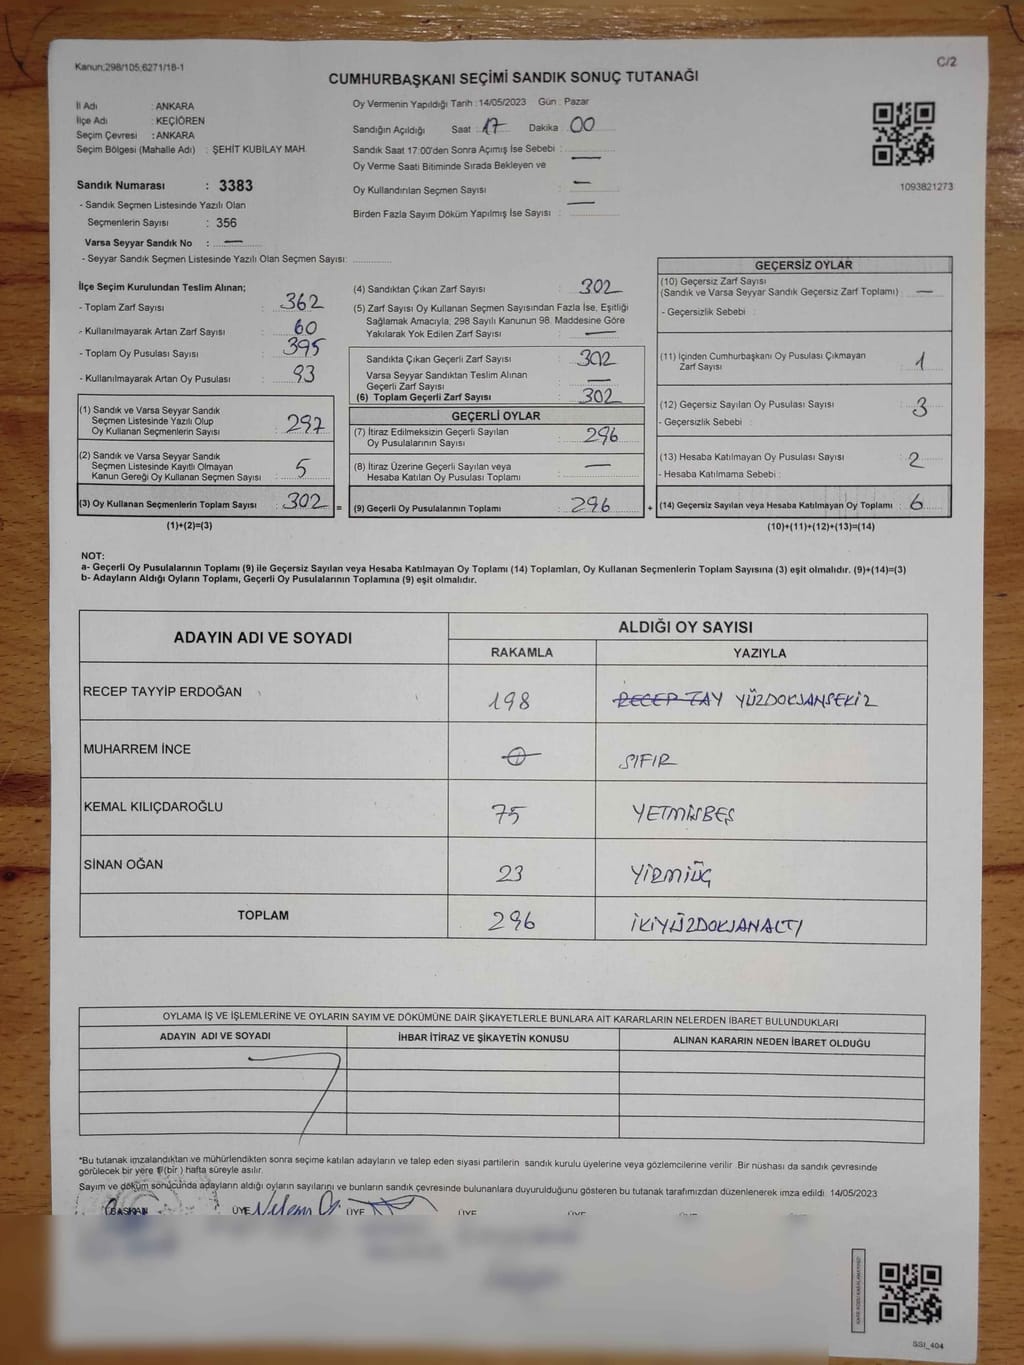 Kanun;298/105,6271/18-1
C/2
CUMHURBAŞKANI SEÇİMİ SANDIK SONUÇ TUTANAĞI
İl Adı : ANKARA
İlçe Adı : KEÇİÖREN
Seçim Çevresi : ANKARA
Seçim Bölgesi (Mahalle Adı) : ŞEHİT KUBİLAY MAH.
Sandık Numarası : 3383
- Sandık Seçmen Listesinde Yazılı Olan
Seçmenlerin Sayısı : 356
Varsa Seyyar Sandık No : —
- Seyyar Sandık Seçmen Listesinde Yazılı Olan Seçmen Sayısı:
Oy Vermenin Yapıldığı Tarih : 14/05/2023 Gün : Pazar
Sandığın Açıldığı Saat : 17 Dakika : 00
Sandık Saat 17:00'den Sonra Açımış İse Sebebi : —
Oy Verme Saati Bitiminde Sırada Bekleyen ve
Oy Kullandırılan Seçmen Sayısı : —
Birden Fazla Sayım Döküm Yapılmış İse Sayısı : —
1093821273
İlçe Seçim Kurulundan Teslim Alınan;
- Toplam Zarf Sayısı : 362
- Kullanılmayarak Artan Zarf Sayısı : 60
- Toplam Oy Pusulası Sayısı : 395
- Kullanılmayarak Artan Oy Pusulası : 93
(1) Sandık ve Varsa Seyyar Sandık
Seçmen Listesinde Yazılı Olup
Oy Kullanan Seçmenlerin Sayısı : 297
(2) Sandık ve Varsa Seyyar Sandık
Seçmen Listesinde Kayıtlı Olmayan
Kanun Gereği Oy Kullanan Seçmen Sayısı : 5
(3) Oy Kullanan Seçmenlerin Toplam Sayısı : 302 =
(1)+(2)=(3)
(4) Sandıktan Çıkan Zarf Sayısı : 302
(5) Zarf Sayısı Oy Kullanan Seçmen Sayısından Fazla İse, Eşitliği
Sağlamak Amacıyla, 298 Sayılı Kanunun 98. Maddesine Göre
Yakılarak Yok Edilen Zarf Sayısı : —
Sandıkta Çıkan Geçerli Zarf Sayısı : 302
Varsa Seyyar Sandıktan Teslim Alınan
Geçerli Zarf Sayısı : —
(6) Toplam Geçerli Zarf Sayısı : 302
GEÇERLİ OYLAR
(7) İtiraz Edilmeksizin Geçerli Sayılan
Oy Pusulalarının Sayısı : 296
(8) İtiraz Üzerine Geçerli Sayılan veya
Hesaba Katılan Oy Pusulası Toplamı : —
(9) Geçerli Oy Pusulalarının Toplamı : 296 +
GEÇERSİZ OYLAR
(10) Geçersiz Zarf Sayısı
(Sandık ve Varsa Seyyar Sandık Geçersiz Zarf Toplamı) : —
- Geçersizlik Sebebi :
(11) İçinden Cumhurbaşkanı Oy Pusulası Çıkmayan
Zarf Sayısı : 1
(12) Geçersiz Sayılan Oy Pusulası Sayısı : 3
- Geçersizlik Sebebi :
(13) Hesaba Katılmayan Oy Pusulası Sayısı : 2
- Hesaba Katılmama Sebebi :
(14) Geçersiz Sayılan veya Hesaba Katılmayan Oy Toplamı : 6
(10)+(11)+(12)+(13)=(14)
NOT:
a- Geçerli Oy Pusulalarının Toplamı (9) ile Geçersiz Sayılan veya Hesaba Katılmayan Oy Toplamı (14) Toplamları, Oy Kullanan Seçmenlerin Toplam Sayısına (3) eşit olmalıdır. (9)+(14)=(3)
b- Adayların Aldığı Oyların Toplamı, Geçerli Oy Pusulalarının Toplamına (9) eşit olmalıdır.
ADAYIN ADI VE SOYADI
ALDIĞI OY SAYISI
RAKAMLA YAZIYLA
RECEP TAYYİP ERDOĞAN 198 RECEP TAY YÜZDOKSANSEKİZ
MUHARREM İNCE 0 SIFIR
KEMAL KILIÇDAROĞLU 75 YETMİŞBEŞ
SİNAN OĞAN 23 YİRMİÜÇ
TOPLAM 296 İKİYÜZDOKSANALTI
OYLAMA İŞ VE İŞLEMLERİNE VE OYLARIN SAYIM VE DÖKÜMÜNE DAİR ŞİKAYETLERLE BUNLARA AİT KARARLARIN NELERDEN İBARET BULUNDUKLARI
ADAYIN ADI VE SOYADI İHBAR İTİRAZ VE ŞİKAYETİN KONUSU ALINAN KARARIN NEDEN İBARET OLDUĞU
*Bu tutanak imzalandıktan ve mühürlendikten sonra seçime katılan adayların ve talep eden siyasi partilerin sandık kurulu üyelerine veya gözlemcilerine verilir .Bir nüshası da sandık çevresinde
görülecek bir yere 1 (bir ) hafta süreyle asılır.
Sayım ve döküm sonucunda adayların aldığı oyların sayılarını ve bunların sandık çevresinde bulunanlara duyurulduğunu gösteren bu tutanak tarafımızdan düzenlenerek imza edildi. 14/05/2023
BAŞKAN ÜYE ÜYE ÜYE ÜYE ÜYE
SSI_404